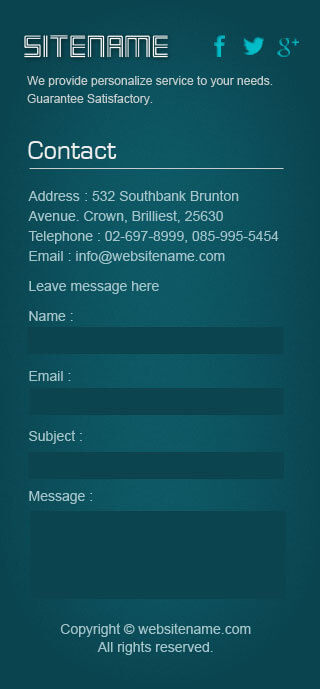 SITENAME
We provide personalize service to your needs.
Guarantee Satisfactory.
Contact
Address : 532 Southbank Brunton
Avenue. Crown, Brilliest, 25630
Telephone : 02-697-8999, 085-995-5454
Email : info@websitename.com
Leave message here
Name :
Email :
Subject :
Message :
Copyright © websitename.com
All rights reserved.